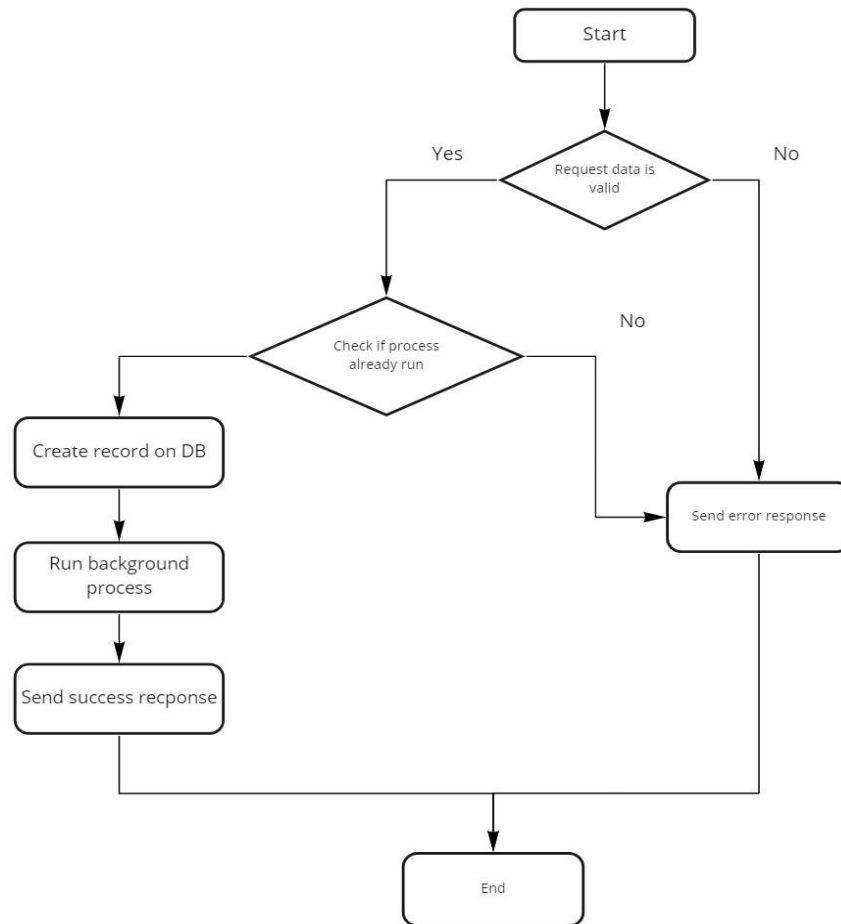 Start
Yes
No
Request data is
valid
No
Check if process
already run
Create record on DB
Send error response
Run background
process
Send success recponse
End